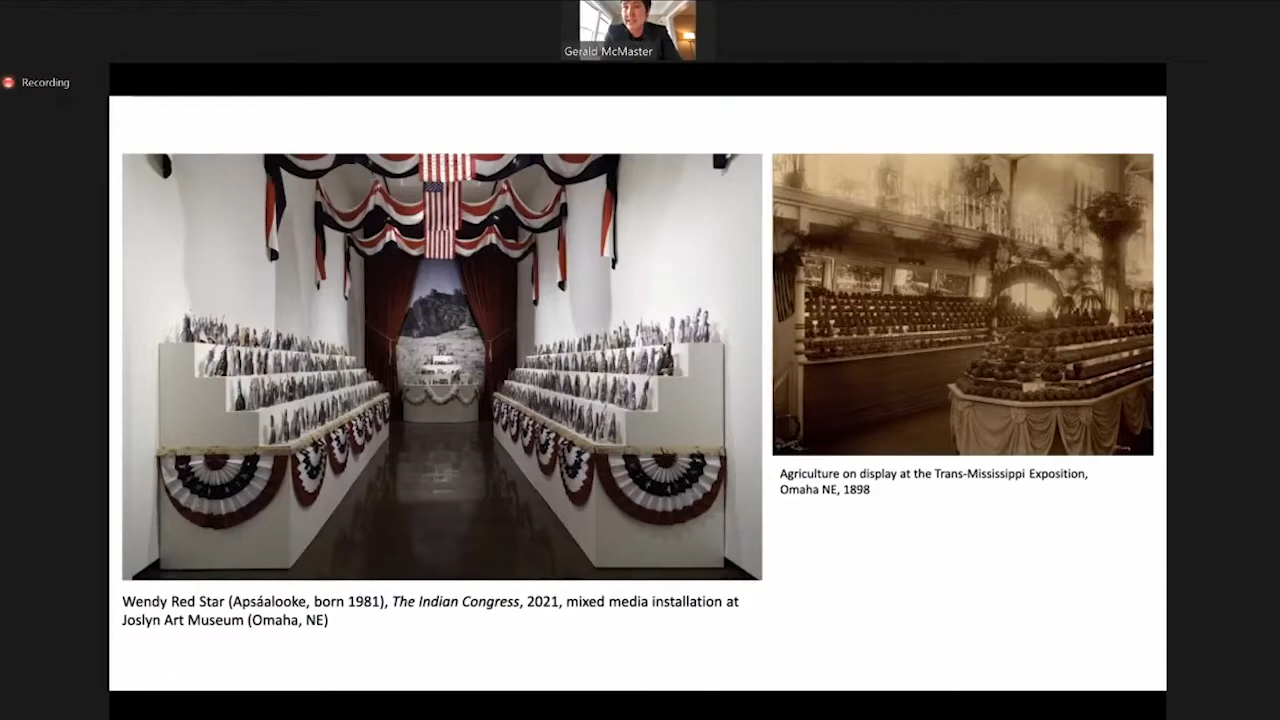 Gerald McMaster
Recording
Agriculture on display at the Trans-Mississippi Exposition,
Omaha NE, 1898
Wendy Red Star (Apsáalooke, born 1981), The Indian Congress, 2021, mixed media installation at
Joslyn Art Museum (Omaha, NE)